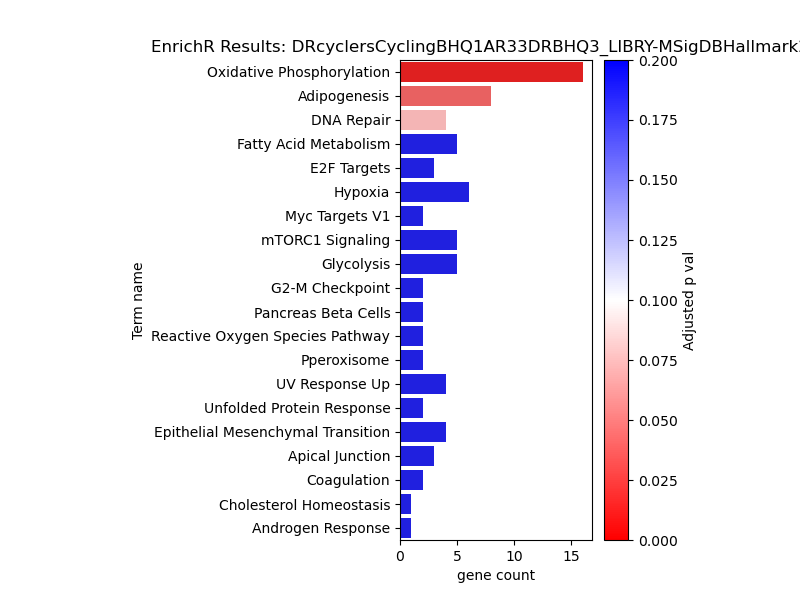 EnrichR Results: DRcyclersCyclingBHQ1AR33DRBHQ3_LIBRY-MSigDBHallmark
Oxidative Phosphorylation
Adipogenesis
DNA Repair
Fatty Acid Metabolism
E2F Targets
Hypoxia
Myc Targets V1
mTORC1 Signaling
Glycolysis
G2-M Checkpoint
Pancreas Beta Cells
Reactive Oxygen Species Pathway
Pperoxisome
UV Response Up
Unfolded Protein Response
Epithelial Mesenchymal Transition
Apical Junction
Coagulation
Cholesterol Homeostasis
Androgen Response
Term name
0 5 10 15
gene count
0.200
0.175
0.150
0.125
0.100
0.075
0.050
0.025
0.000
Adjusted p val